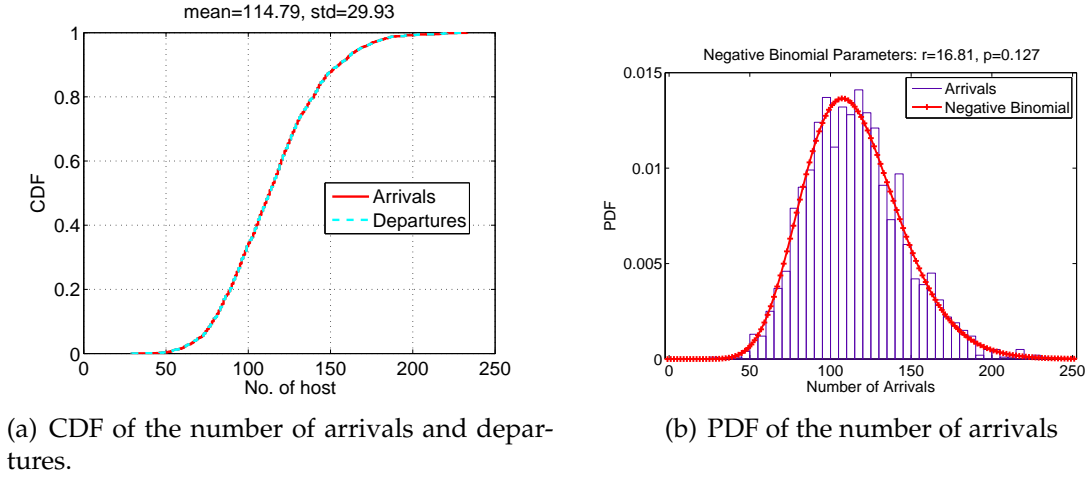 mean=114.79, std=29.93
1
0.8
0.6
0.4
0.2
0
CDF
Arrivals
Departures
0 50 100 150 200 250
No. of host
(a) CDF of the number of arrivals and depar-
tures.
Negative Binomial Parameters: r=16.81, p=0.127
0.015
0.01
0.005
0
PDF
Arrivals
Negative Binomial
0 50 100 150 200 250
Number of Arrivals
(b) PDF of the number of arrivals